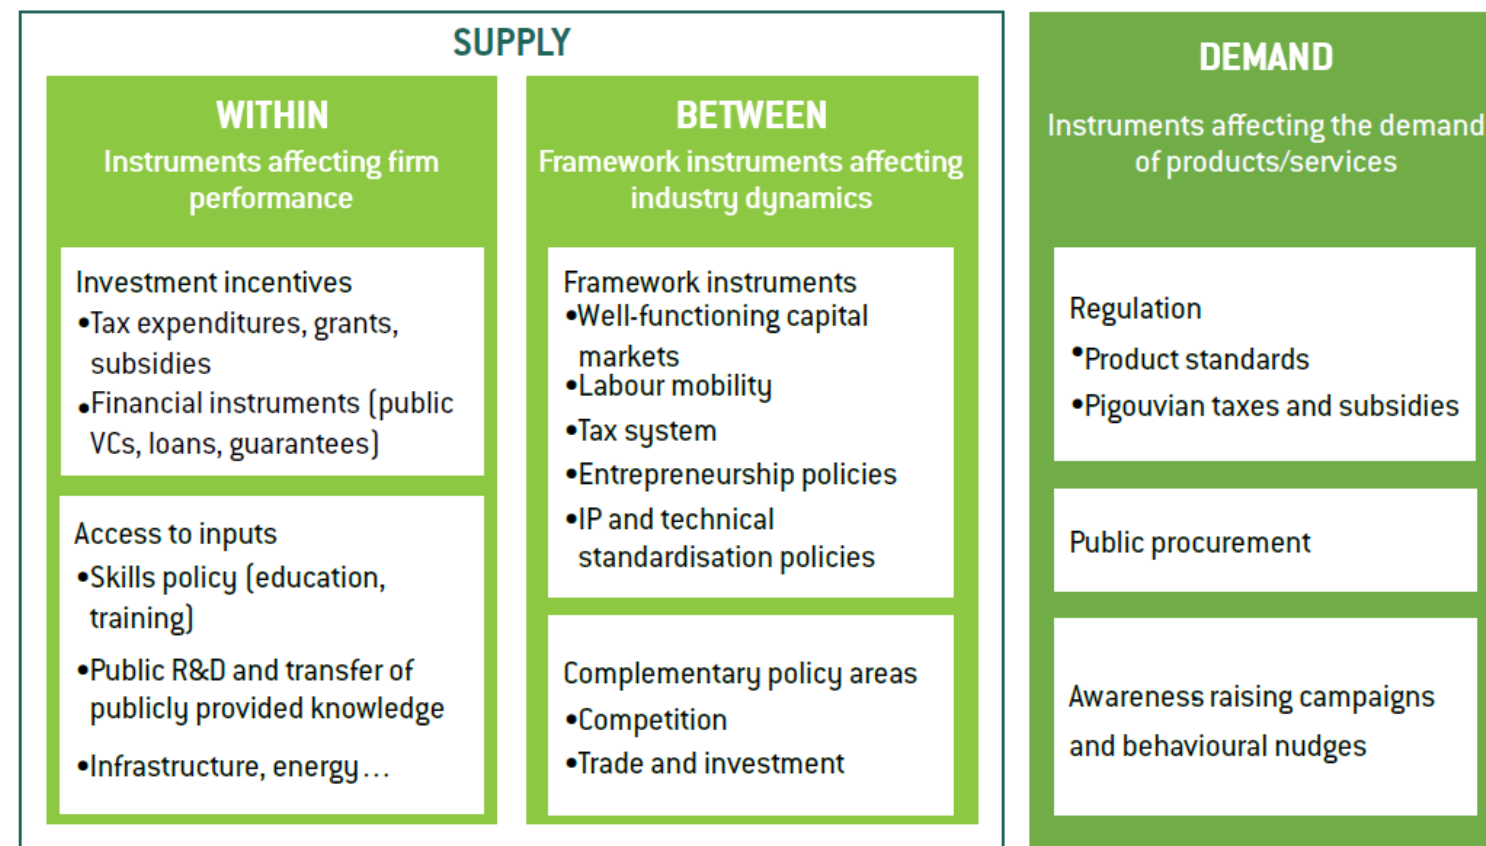 SUPPLY
WITHIN
Instruments affecting firm
performance
Investment incentives
•Tax expenditures, grants,
subsidies
•Financial instruments (public
VCs, loans, guarantees)
Access to inputs
•Skills policy (education,
training)
•Public R&D and transfer of
publicly provided knowledge
•Infrastructure, energy...
BETWEEN
Framework instruments affecting
industry dynamics
Framework instruments
•Well-functioning capital
markets
•Labour mobility
•Tax system
•Entrepreneurship policies
•IP and technical
standardisation policies
Complementary policy areas
•Competition
•Trade and investment
DEMAND
Instruments affecting the demand
of products/services
Regulation
•Product standards
•Pigouvian taxes and subsidies
Public procurement
Awareness raising campaigns
and behavioural nudges